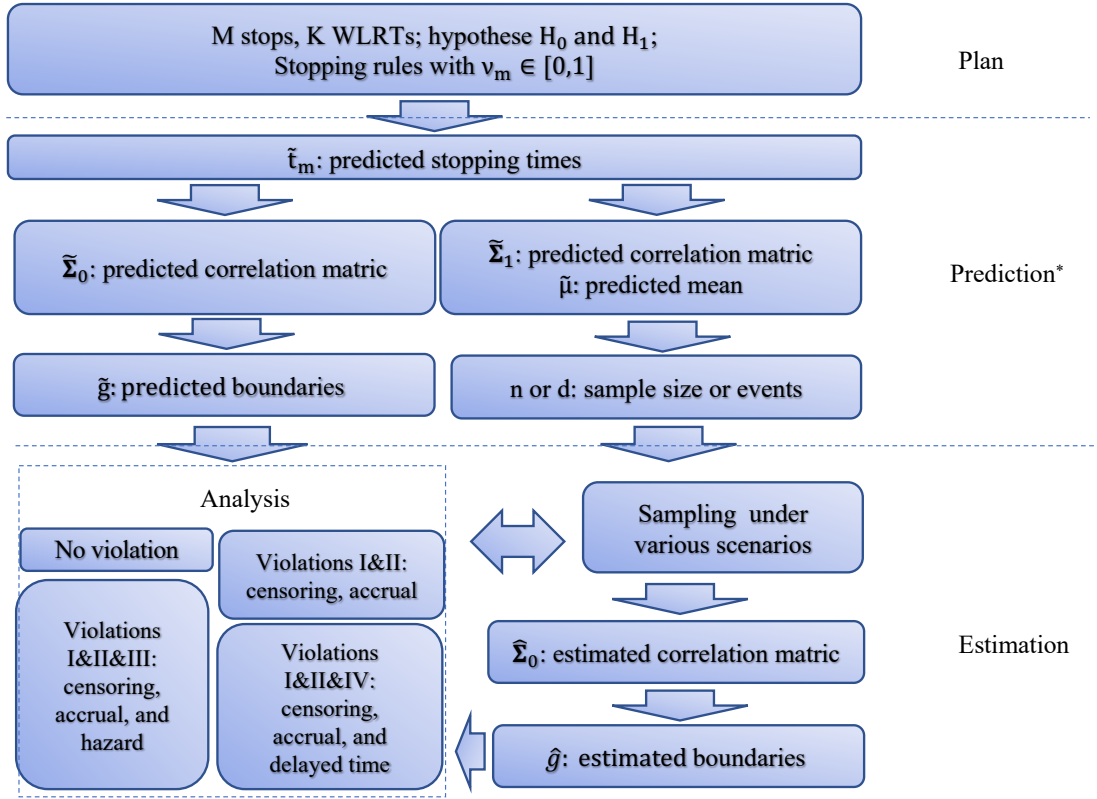 M stops, K WLRTs; hypothese H₀ and H₁;
Stopping rules with νₘ ∈ [0,1]
Plan
t̃ₘ: predicted stopping times
𝚺̃₀: predicted correlation matric
𝚺̃₁: predicted correlation matric
μ̃: predicted mean
Prediction*
g̃: predicted boundaries
n or d: sample size or events
Analysis
No violation
Violations I&II:
censoring, accrual
Violations
I&II&III:
censoring,
accrual, and
hazard
Violations
I&II&IV:
censoring,
accrual, and
delayed time
Sampling under
various scenarios
𝚺̂₀: estimated correlation matric
Estimation
ĝ: estimated boundaries